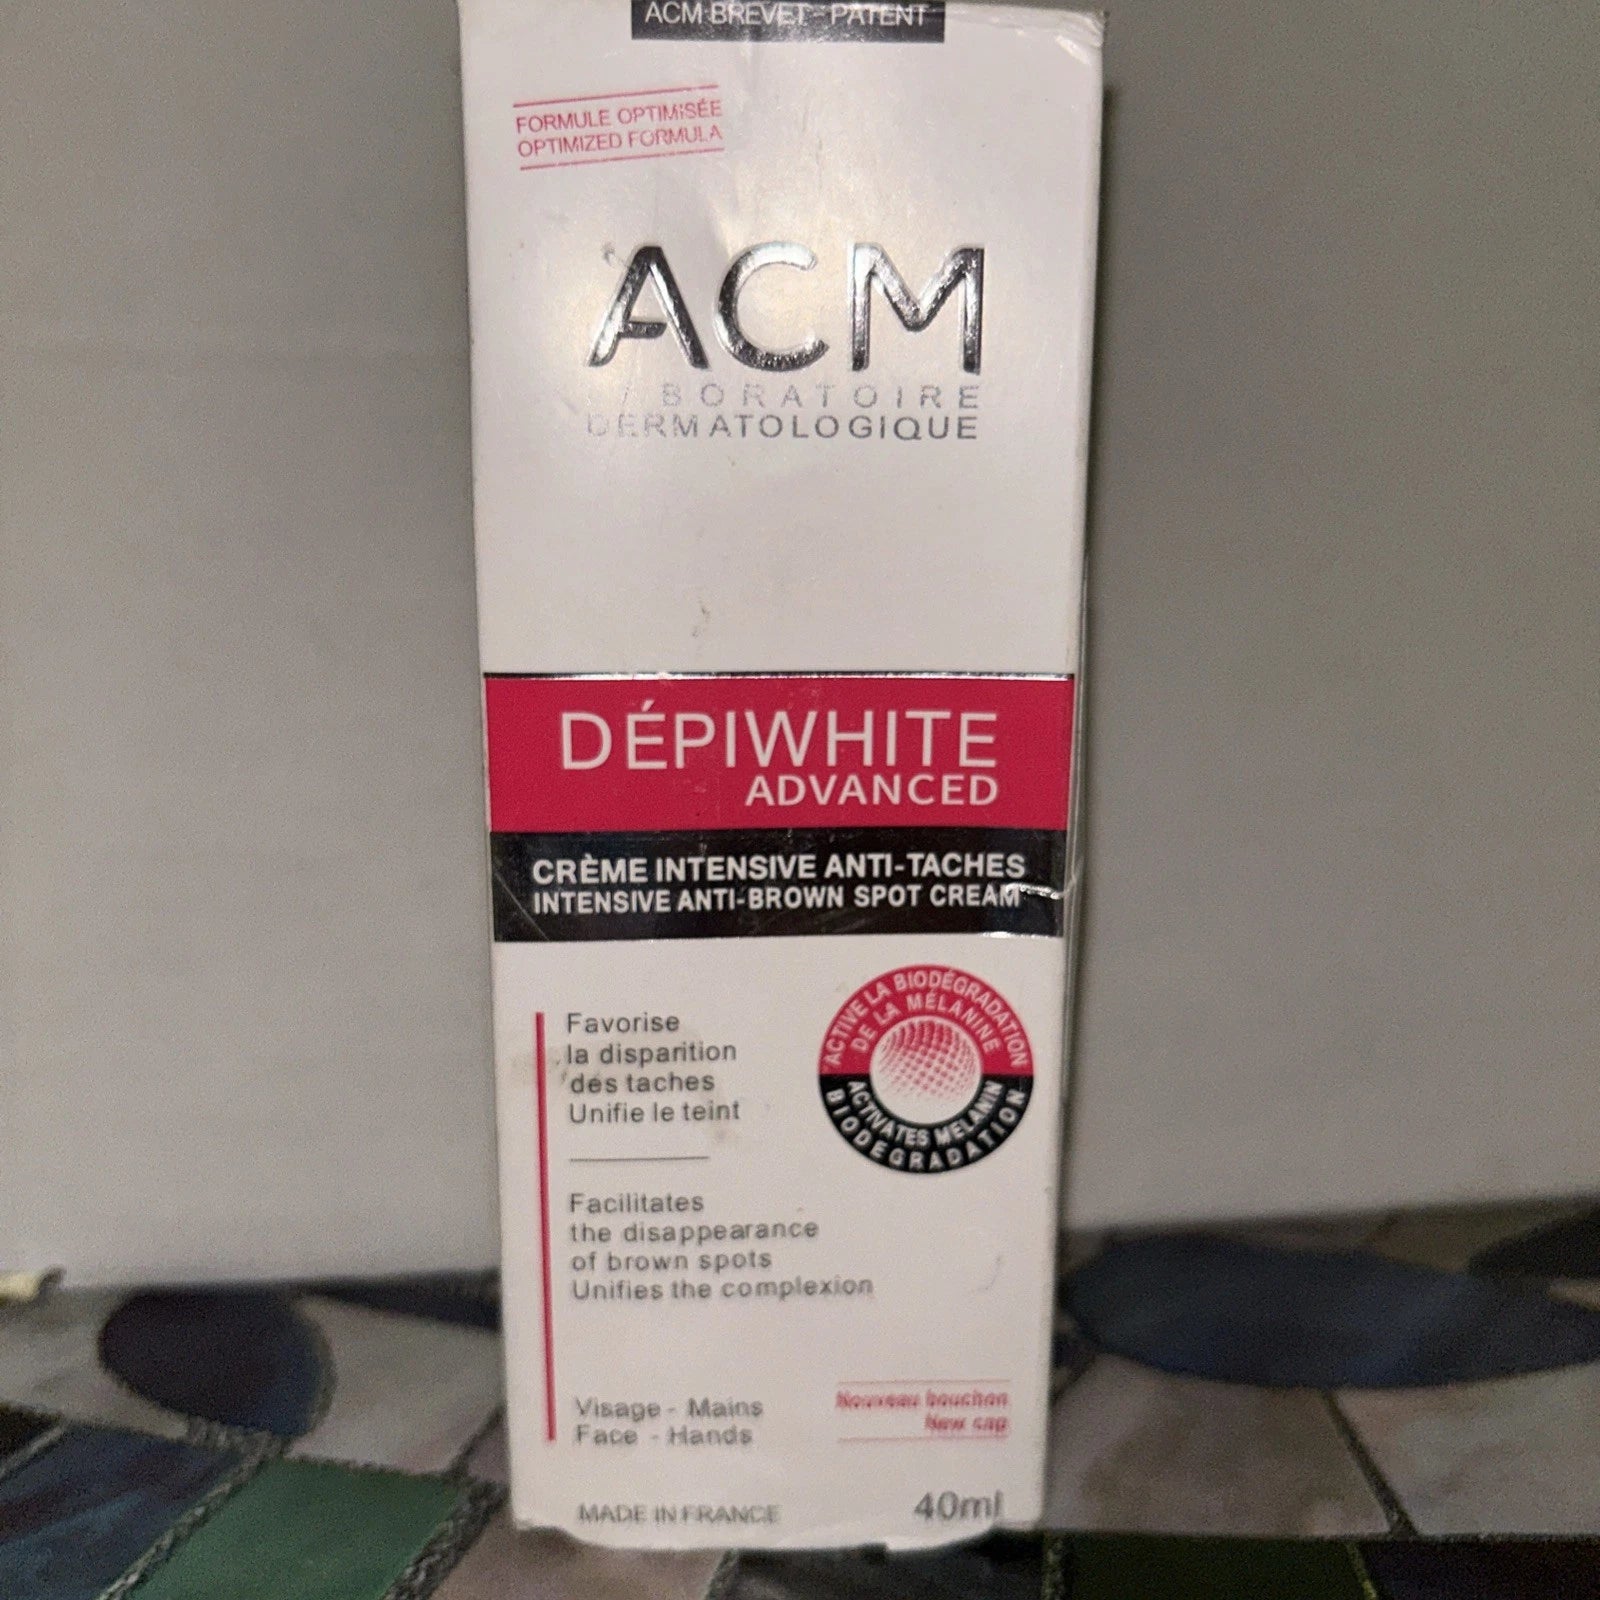 ACM BREVET - PATENT
FORMULE OPTIMISÉE
OPTIMIZED FORMULA
ACM
BORATOIRE
DERMATOLOGIQUE
DÉPIWHITE
ADVANCED
CRÈME INTENSIVE ANTI-TACHES
INTENSIVE ANTI-BROWN SPOT CREAM
ACTIVE LA BIODÉGRADATION
DE LA MÉLANINE
ACTIVATES MELANIN
BIODEGRADATION
Favorise
la disparition
des taches
Unifie le teint
Facilitates
the disappearance
of brown spots
Unifies the complexion
Visage - Mains
Face - Hands
Nouveau bouchon
New cap
MADE IN FRANCE
40ml